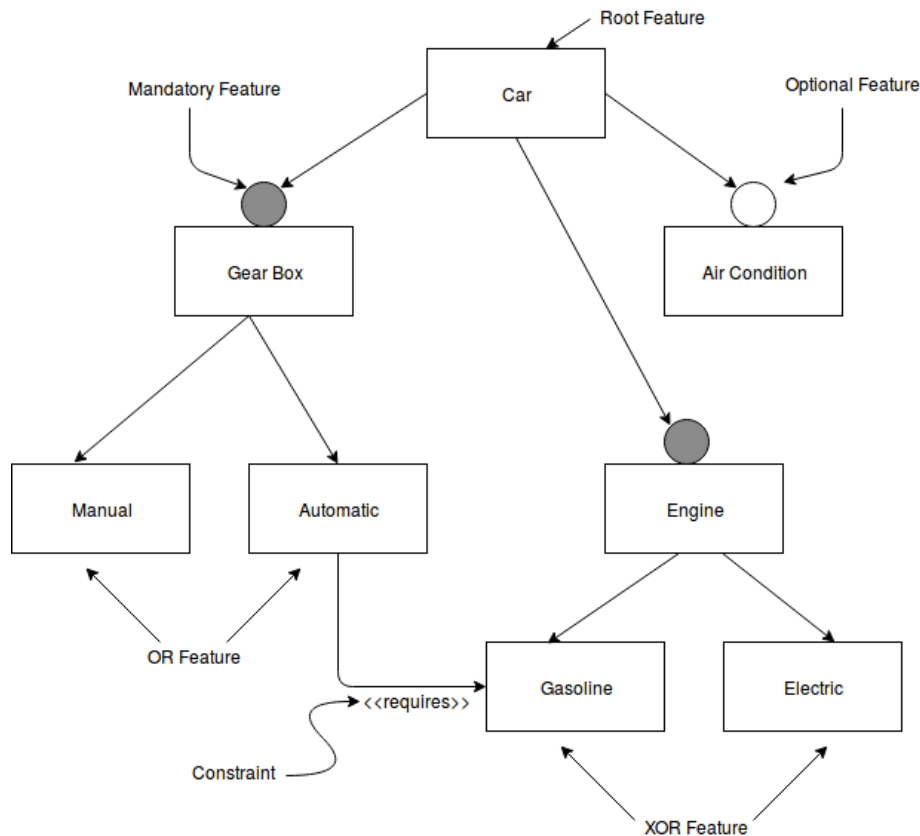 Root Feature
Mandatory Feature
Car
Optional Feature
Gear Box
Air Condition
Manual
Automatic
Engine
OR Feature
Gasoline
Electric
<<requires>>
Constraint
XOR Feature